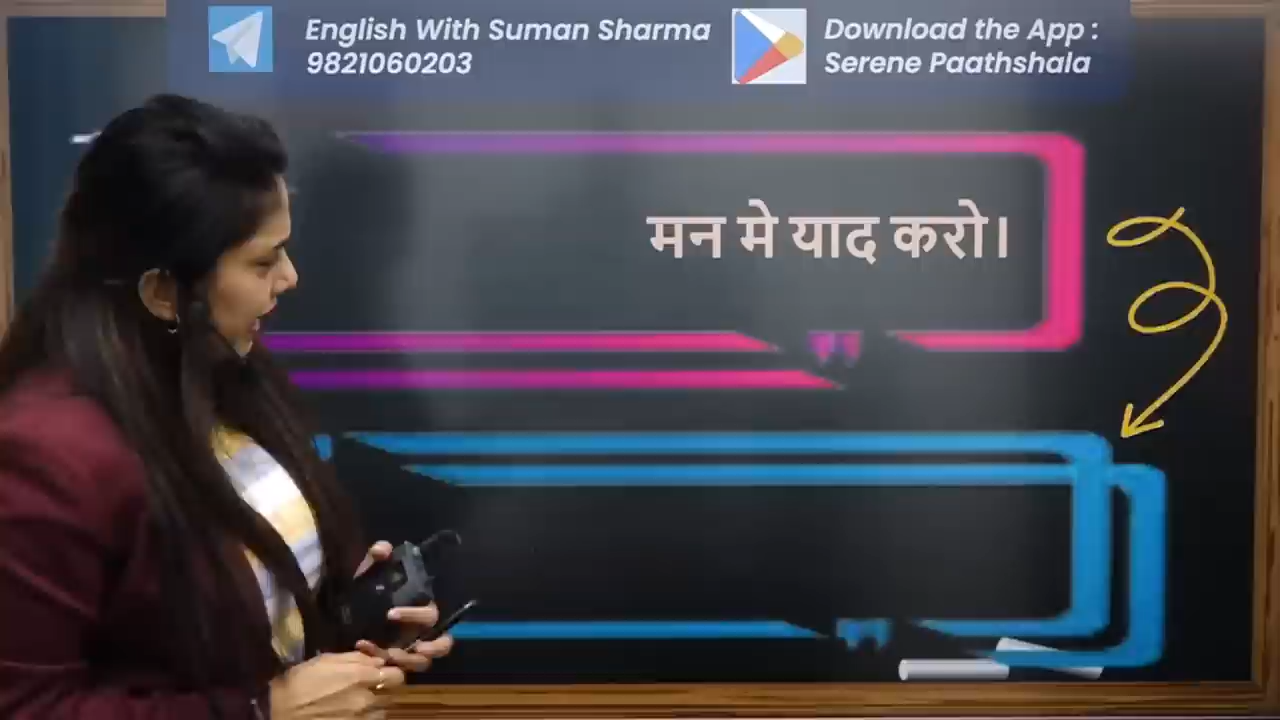 English With Suman Sharma
9821060203
Download the App :
Serene Paathshala
मन मे याद करो।